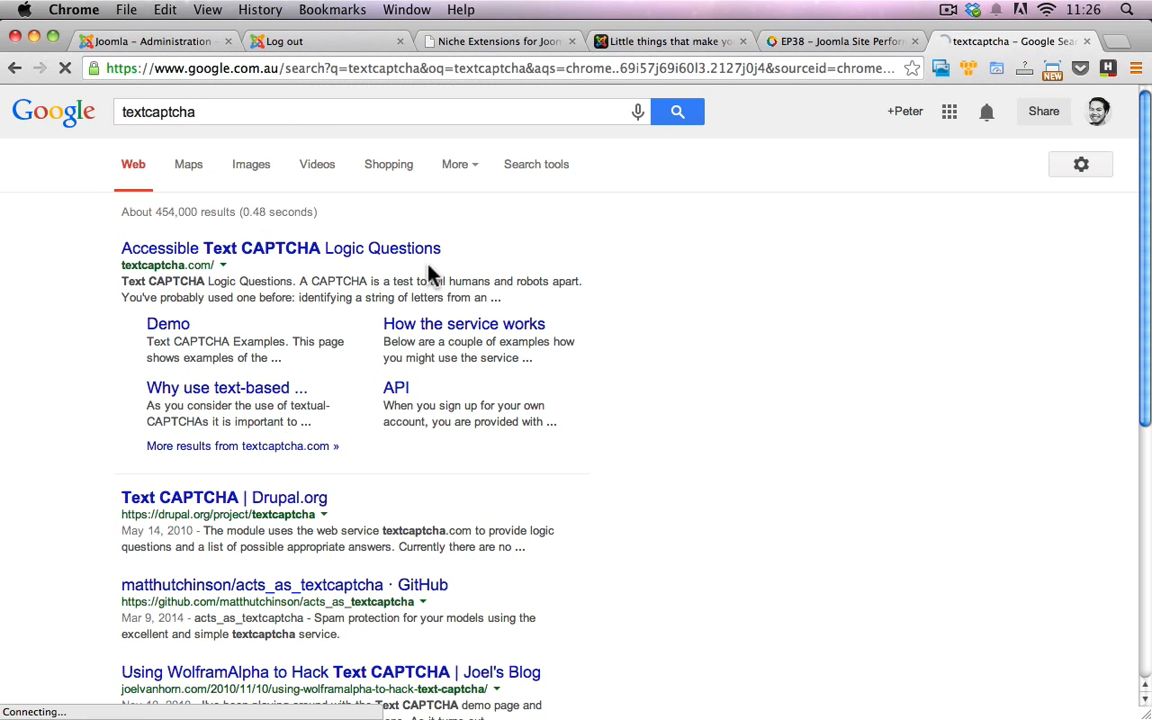 Chrome File Edit View History Bookmarks Window Help 11:26
Joomla - Administration - Log out Niche Extensions for Joom Little things that make you EP38 - Joomla Site Perform textcaptcha - Google Sear
https://www.google.com.au/search?q=textcaptcha&oq=textcaptcha&aqs=chrome..69i57j69i60l3.2127j0j4&sourceid=chrome... NEW H
Google textcaptcha +Peter Share
Web Maps Images Videos Shopping More Search tools
About 454,000 results (0.48 seconds)
Accessible Text CAPTCHA Logic Questions
textcaptcha.com/
Text CAPTCHA Logic Questions. A CAPTCHA is a test to humans and robots apart.
You've probably used one before: identifying a string of letters from an ...
Demo
Text CAPTCHA Examples. This page
shows examples of the ...
How the service works
Below are a couple of examples how
you might use the service ...
Why use text-based ...
As you consider the use of textual-
CAPTCHAs it is important to ...
API
When you sign up for your own
account, you are provided with ...
More results from textcaptcha.com »
Text CAPTCHA | Drupal.org
https://drupal.org/project/textcaptcha
May 14, 2010 - The module uses the web service textcaptcha.com to provide logic
questions and a list of possible appropriate answers. Currently there are no ...
matthutchinson/acts_as_textcaptcha · GitHub
https://github.com/matthutchinson/acts_as_textcaptcha
Mar 9, 2014 - acts_as_textcaptcha - Spam protection for your models using the
excellent and simple textcaptcha service.
Using WolframAlpha to Hack Text CAPTCHA | Joel's Blog
joelvanhorn.com/2010/11/10/using-wolframalpha-to-hack-text-captcha/
Text CAPTCHA demo page and
Connecting...